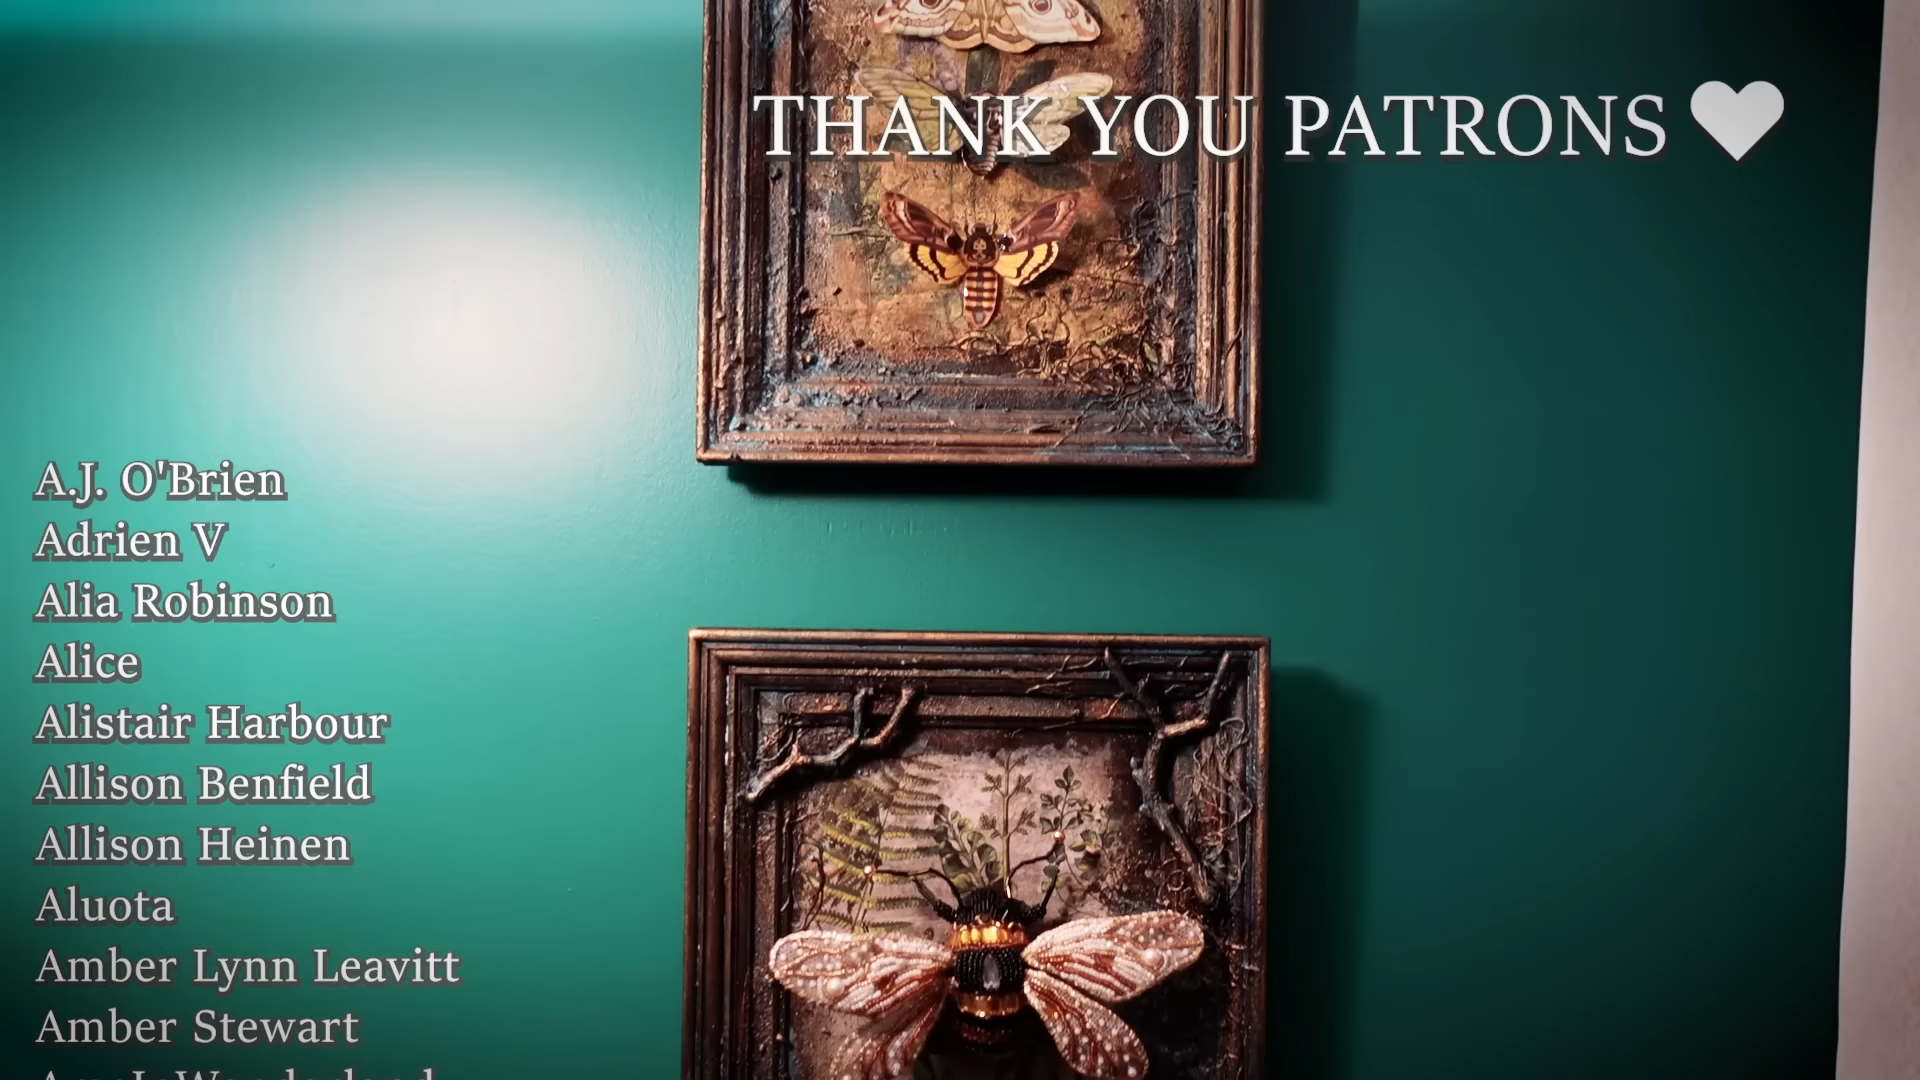 THANK YOU PATRONS ♥
A.J. O'Brien
Adrien V
Alia Robinson
Alice
Alistair Harbour
Allison Benfield
Allison Heinen
Aluota
Amber Lynn Leavitt
Amber Stewart